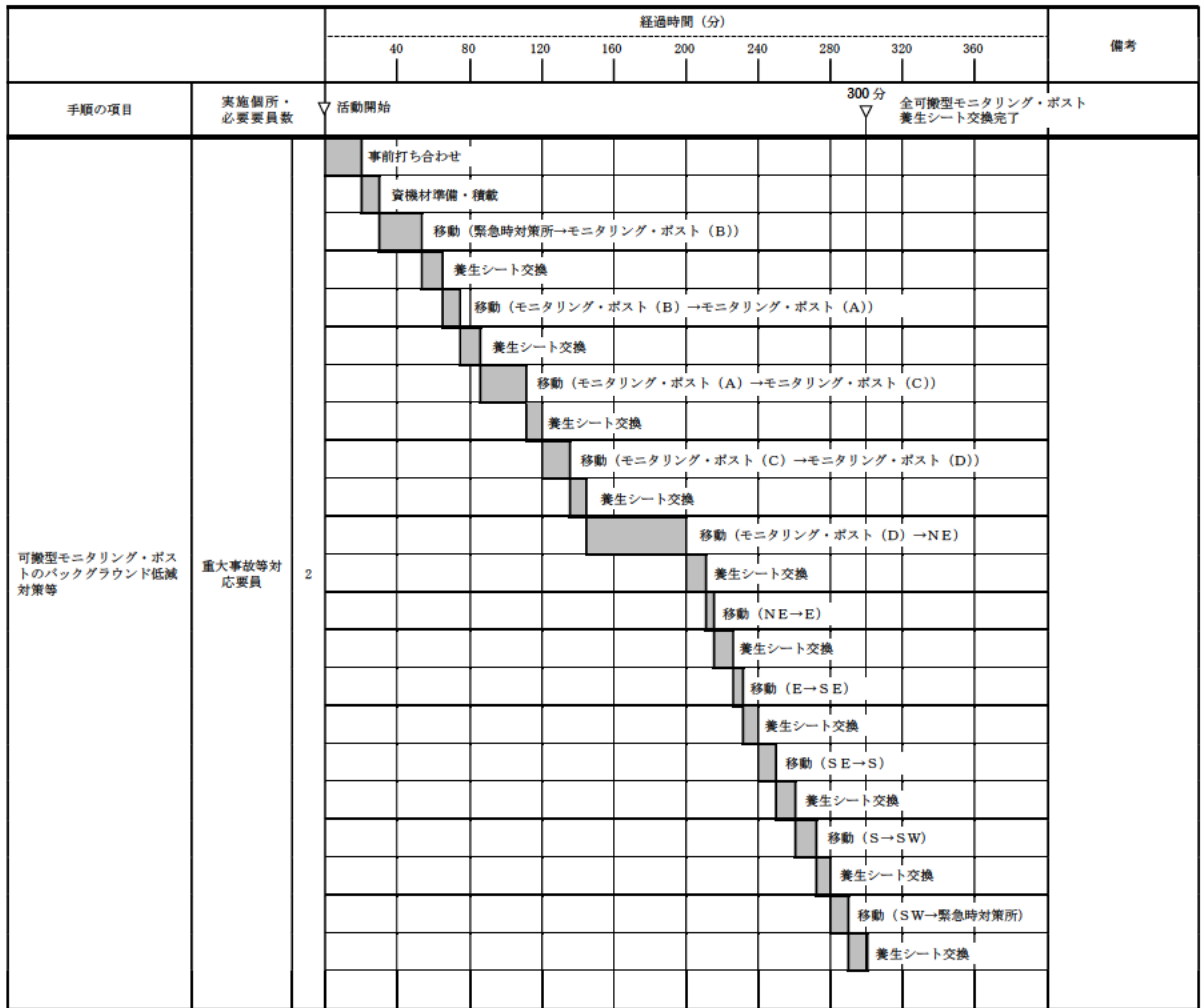 経過時間（分）
備考
40 80 120 160 200 240 280 320 360
手順の項目
実施個所・
必要要員数
活動開始
300 分
全可搬型モニタリング・ポスト
養生シート交換完了
可搬型モニタリング・ポス
トのバックグラウンド低減
対策等
重大事故等対
応要員
2
事前打ち合わせ
資機材準備・積載
移動（緊急時対策所→モニタリング・ポスト（B））
養生シート交換
移動（モニタリング・ポスト（B）→モニタリング・ポスト（A））
養生シート交換
移動（モニタリング・ポスト（A）→モニタリング・ポスト（C））
養生シート交換
移動（モニタリング・ポスト（C）→モニタリング・ポスト（D））
養生シート交換
移動（モニタリング・ポスト（D）→NE）
養生シート交換
移動（NE→E）
養生シート交換
移動（E→SE）
養生シート交換
移動（SE→S）
養生シート交換
移動（S→SW）
養生シート交換
移動（SW→緊急時対策所）
養生シート交換